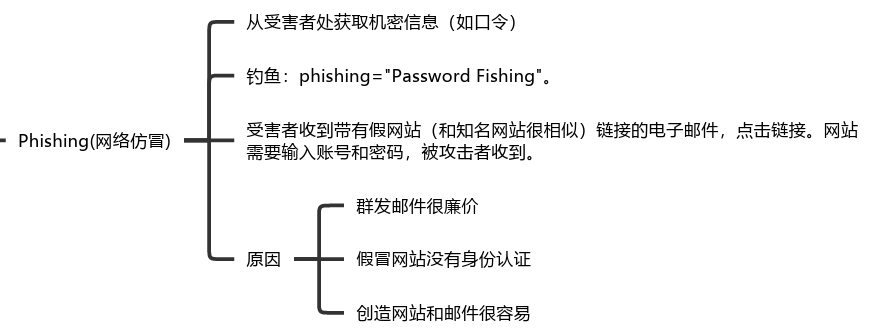 从受害者处获取机密信息（如口令）
钓鱼：phishing="Password Fishing"。
Phishing(网络仿冒)
受害者收到带有假网站（和知名网站很相似）链接的电子邮件，点击链接。网站
需要输入账号和密码，被攻击者收到。
群发邮件很廉价
原因
假冒网站没有身份认证
创造网站和邮件很容易